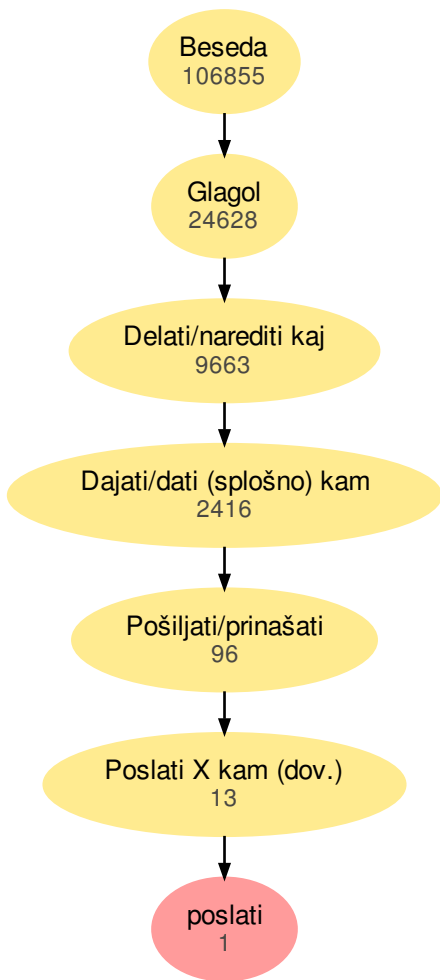 Beseda
106855
Glagol
24628
Delati/narediti kaj
9663
Dajati/dati (splošno) kam
2416
Pošiljati/prinašati
96
Poslati X kam (dov.)
13
poslati
1